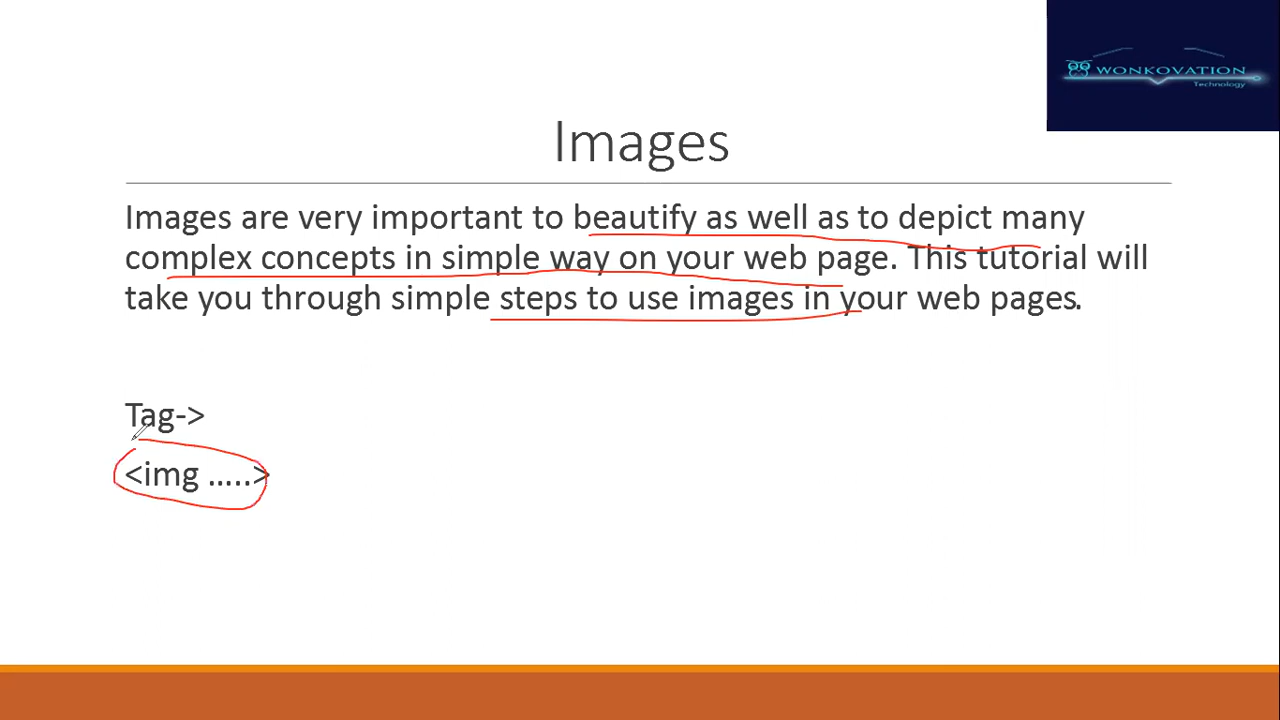 WONKOVATION
Technology
Images
Images are very important to beautify as well as to depict many
complex concepts in simple way on your web page. This tutorial will
take you through simple steps to use images in your web pages.
Tag->
<img .....>